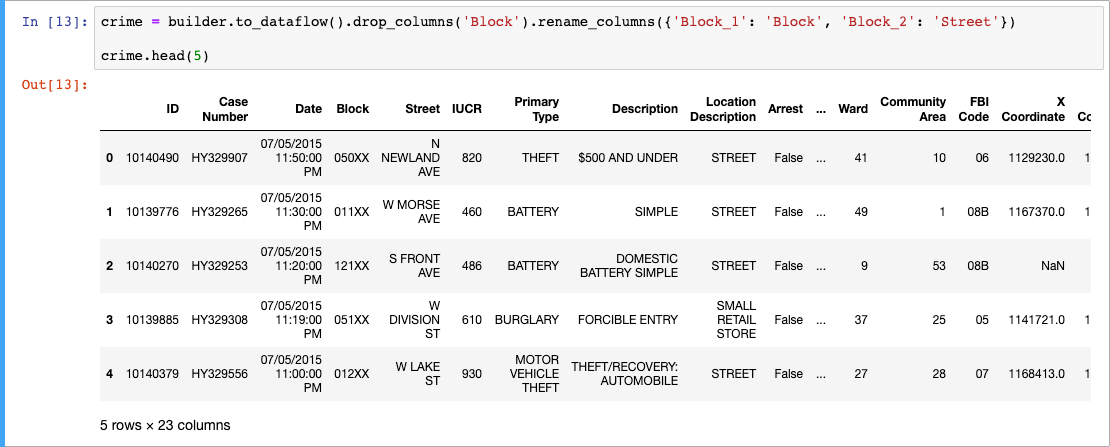 In [13]: crime = builder.to_dataflow().drop_columns('Block').rename_columns({'Block_1': 'Block', 'Block_2': 'Street'})
crime.head(5)
Out[13]:
ID Case Number Date Block Street IUCR Primary Type Description Location Description Arrest ... Ward Community Area FBI Code X Coordinate Co
0 10140490 HY329907 07/05/2015 11:50:00 PM 050XX N NEWLAND AVE 820 THEFT $500 AND UNDER STREET False ... 41 10 06 1129230.0 1
1 10139776 HY329265 07/05/2015 11:30:00 PM 011XX W MORSE AVE 460 BATTERY SIMPLE STREET False ... 49 1 08B 1167370.0 1
2 10140270 HY329253 07/05/2015 11:20:00 PM 121XX S FRONT AVE 486 BATTERY DOMESTIC BATTERY SIMPLE STREET False ... 9 53 08B NaN
3 10139885 HY329308 07/05/2015 11:19:00 PM 051XX W DIVISION ST 610 BURGLARY FORCIBLE ENTRY SMALL RETAIL STORE False ... 37 25 05 1141721.0 1
4 10140379 HY329556 07/05/2015 11:00:00 PM 012XX W LAKE ST 930 MOTOR VEHICLE THEFT THEFT/RECOVERY: AUTOMOBILE STREET False ... 27 28 07 1168413.0 1
5 rows × 23 columns